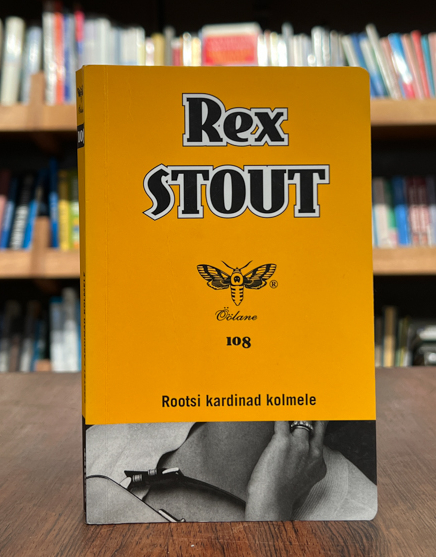 Rex
STOUT
®
Öölane
108
Rootsi kardinad kolmele